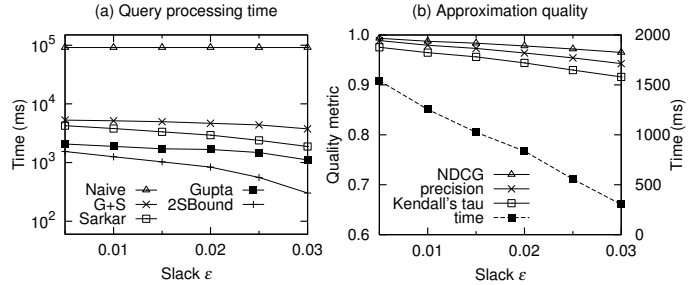 (a) Query processing time
10^5
10^4
10^3
10^2
Time (ms)
Naive
G+S
Sarkar
Gupta
2SBound
0.01
0.02
0.03
Slack ε
(b) Approximation quality
1.0
0.9
0.8
0.7
0.6
Quality metric
2000
1500
1000
500
0
Time (ms)
NDCG
precision
Kendall's tau
time
0.01
0.02
0.03
Slack ε